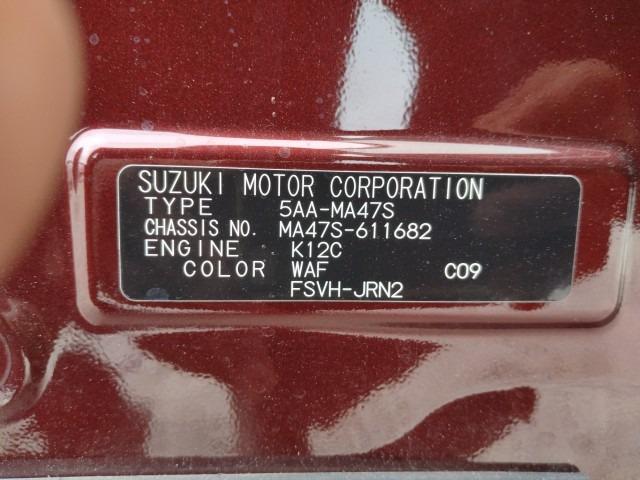 SUZUKI MOTOR CORPORATION
TYPE 5AA-MA47S
CHASSIS NO. MA47S-611682
ENGINE K12C
COLOR WAF C09
FSVH-JRN2